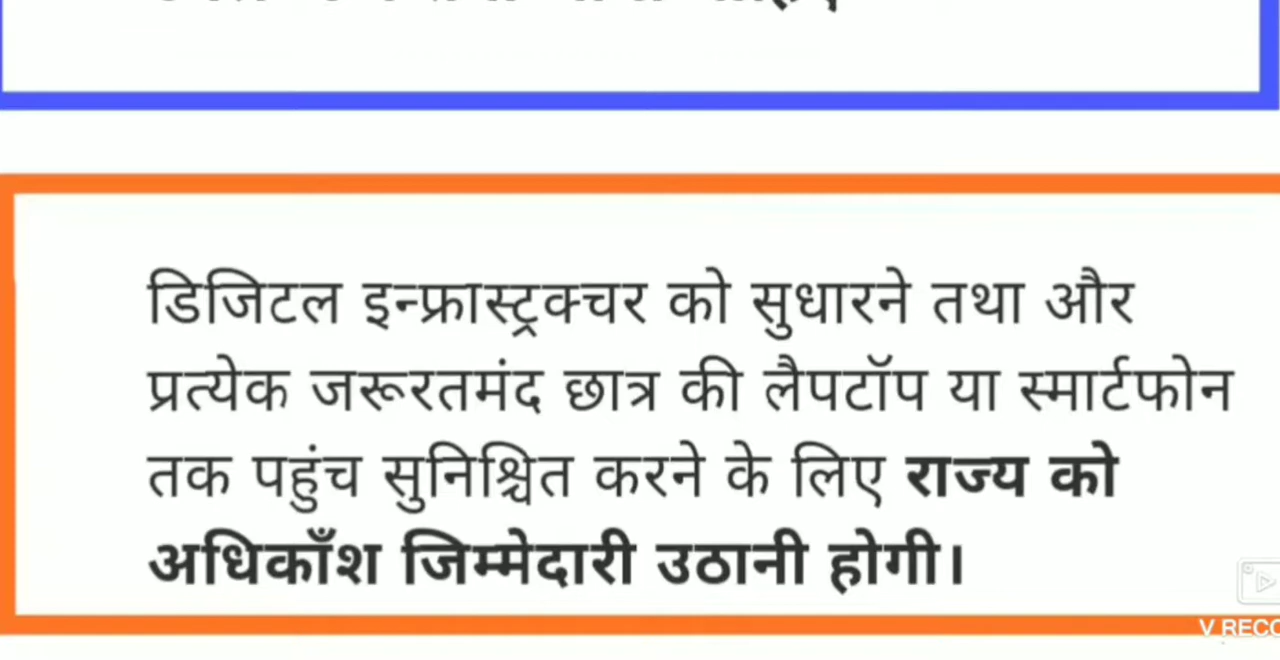 डिजिटल इन्फ्रास्ट्रक्चर को सुधारने तथा और
प्रत्येक जरूरतमंद छात्र की लैपटॉप या स्मार्टफोन
तक पहुंच सुनिश्चित करने के लिए राज्य को
अधिकाँश जिम्मेदारी उठानी होगी।
V RECO